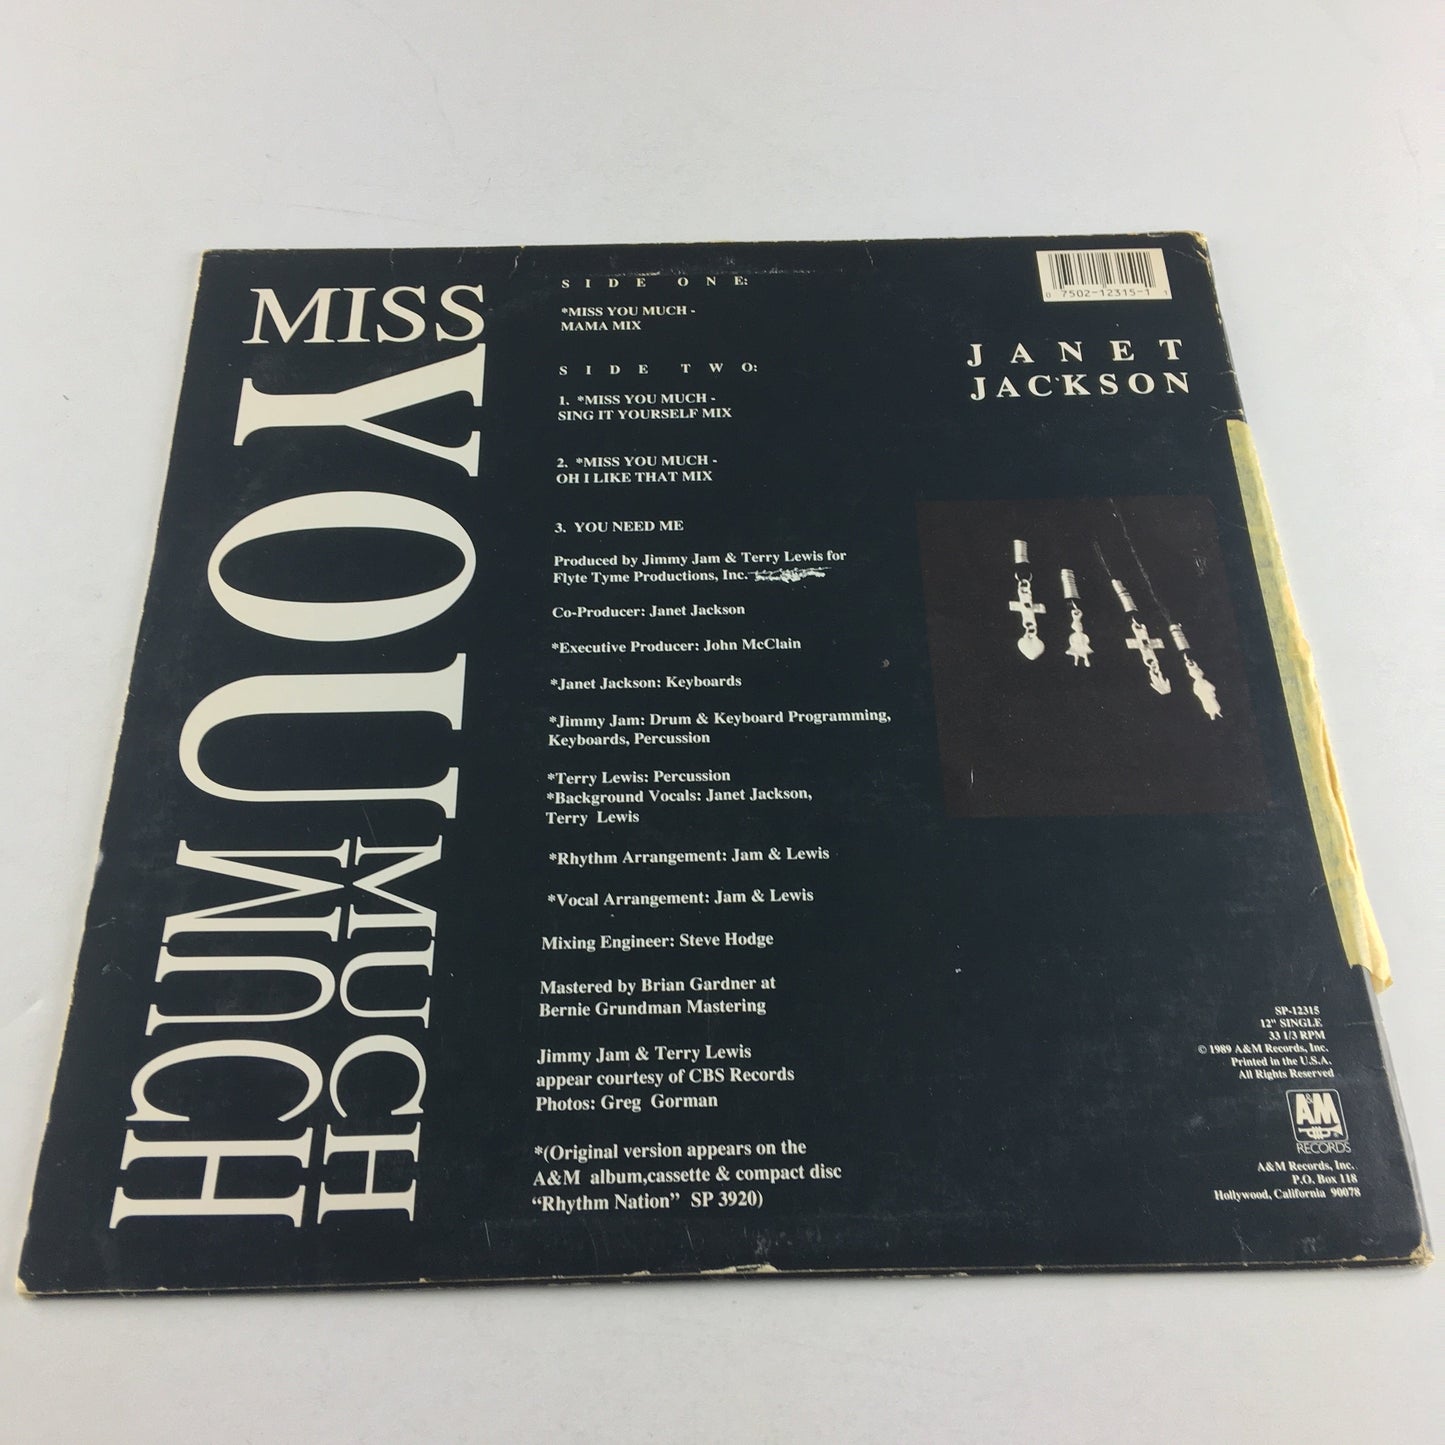 MISS
YOU
MUCH
MUCH
SIDE ONE:
*MISS YOU MUCH -
MAMA MIX
SIDE TWO:
1. *MISS YOU MUCH -
SING IT YOURSELF MIX
2. *MISS YOU MUCH -
OH I LIKE THAT MIX
3. YOU NEED ME
Produced by Jimmy Jam & Terry Lewis for
Flyte Tyme Productions, Inc.
Co-Producer: Janet Jackson
*Executive Producer: John McClain
*Janet Jackson: Keyboards
*Jimmy Jam: Drum & Keyboard Programming,
Keyboards, Percussion
*Terry Lewis: Percussion
*Background Vocals: Janet Jackson,
Terry Lewis
*Rhythm Arrangement: Jam & Lewis
*Vocal Arrangement: Jam & Lewis
Mixing Engineer: Steve Hodge
Mastered by Brian Gardner at
Bernie Grundman Mastering
Jimmy Jam & Terry Lewis
appear courtesy of CBS Records
Photos: Greg Gorman
*(Original version appears on the
A&M album,cassette & compact disc
“Rhythm Nation” SP 3920)
0 7502-12315-1 1
JANET
JACKSON
SP-12315
12" SINGLE
33 1/3 RPM
© 1989 A&M Records, Inc.
Printed in the U.S.A.
All Rights Reserved
A&M
RECORDS
A&M Records, Inc.
P.O. Box 118
Hollywood, California 90078